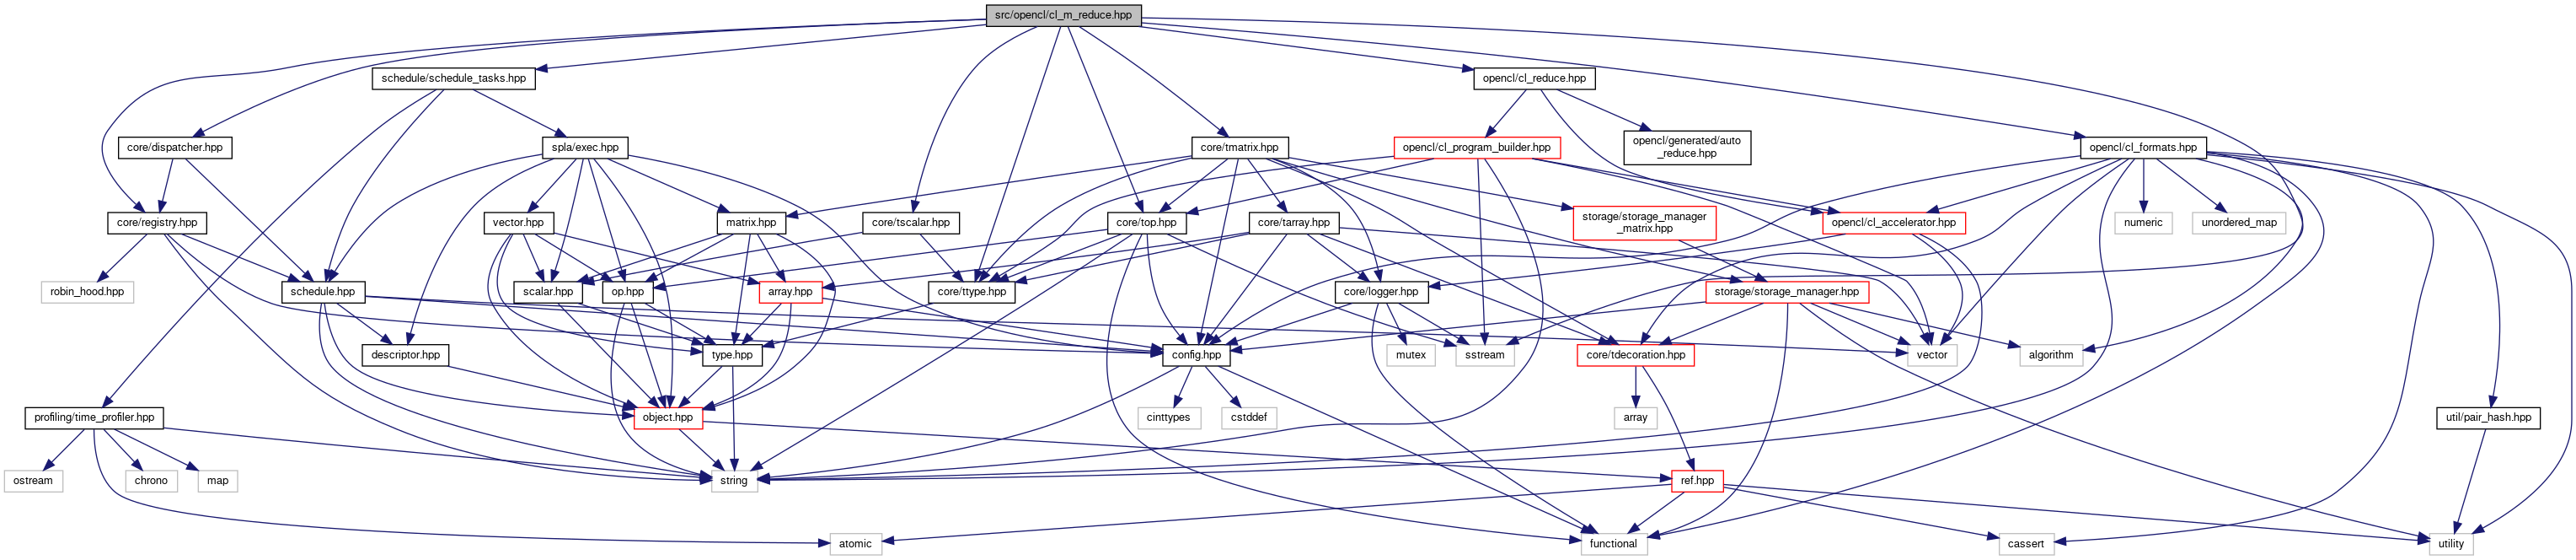 src/opencl/cl_m_reduce.hpp
schedule/schedule_tasks.hpp
opencl/cl_reduce.hpp
core/dispatcher.hpp
spla/exec.hpp
core/tmatrix.hpp
opencl/cl_program_builder.hpp
opencl/generated/auto
_reduce.hpp
opencl/cl_formats.hpp
core/registry.hpp
vector.hpp
matrix.hpp
core/tscalar.hpp
core/top.hpp
core/tarray.hpp
storage/storage_manager
_matrix.hpp
opencl/cl_accelerator.hpp
numeric
unordered_map
robin_hood.hpp
schedule.hpp
scalar.hpp
op.hpp
array.hpp
core/ttype.hpp
core/logger.hpp
storage/storage_manager.hpp
descriptor.hpp
type.hpp
config.hpp
mutex
sstream
core/tdecoration.hpp
vector
algorithm
profiling/time_profiler.hpp
object.hpp
cinttypes
cstddef
array
util/pair_hash.hpp
ostream
chrono
map
string
ref.hpp
atomic
functional
cassert
utility